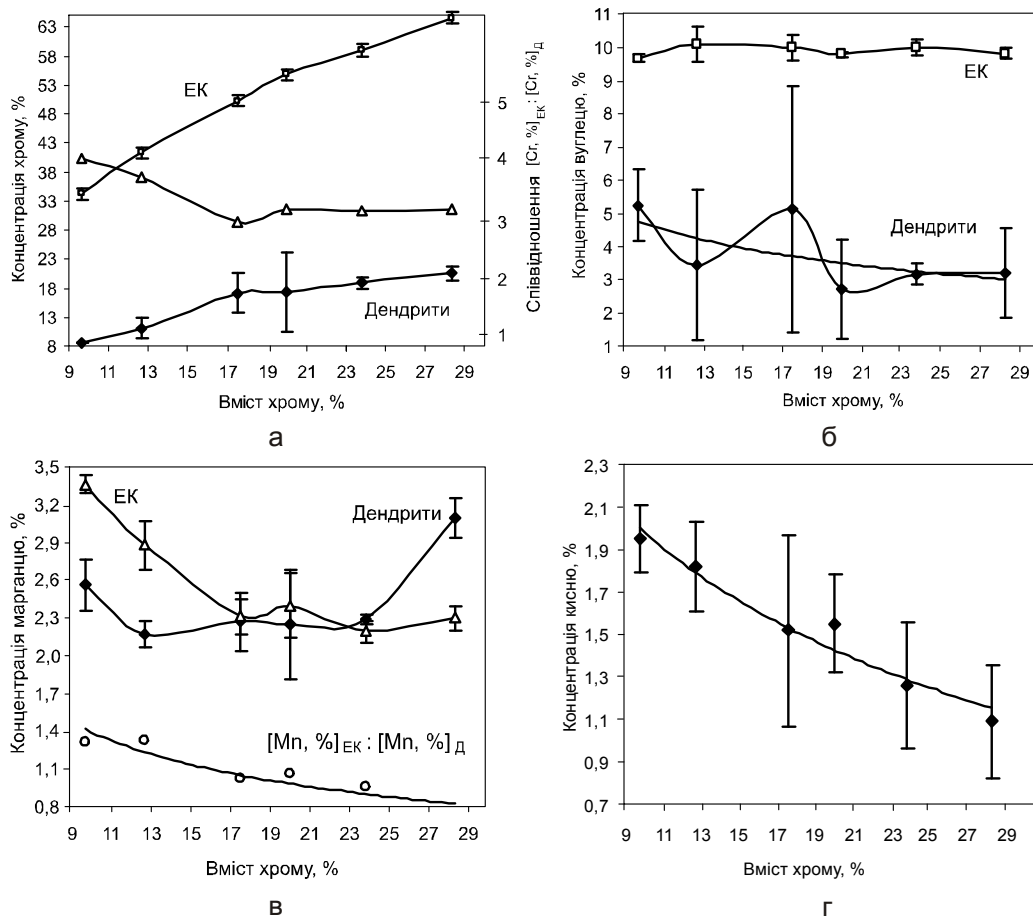 Концентрація хрому, %
63
58
53
48
43
38
33
28
23
18
13
8
ЕК
Дендрити
5
4
3
2
1
Співвідношення [Cr, %]ЕК : [Cr, %]Д
9 11 13 15 17 19 21 23 25 27 29
Вміст хрому, %
а
Концентрація вуглецю, %
11
10
9
8
7
6
5
4
3
2
1
ЕК
Дендрити
9 11 13 15 17 19 21 23 25 27 29
Вміст хрому, %
б
Концентрація марганцю, %
3,5
3,2
2,9
2,6
2,3
2,0
1,7
1,4
1,1
0,8
ЕК
Дендрити
[Mn, %]ЕК : [Mn, %]Д
9 11 13 15 17 19 21 23 25 27 29
Вміст хрому, %
в
Концентрація кисню, %
2,3
2,1
1,9
1,7
1,5
1,3
1,1
0,9
0,7
9 11 13 15 17 19 21 23 25 27 29
Вміст хрому, %
г